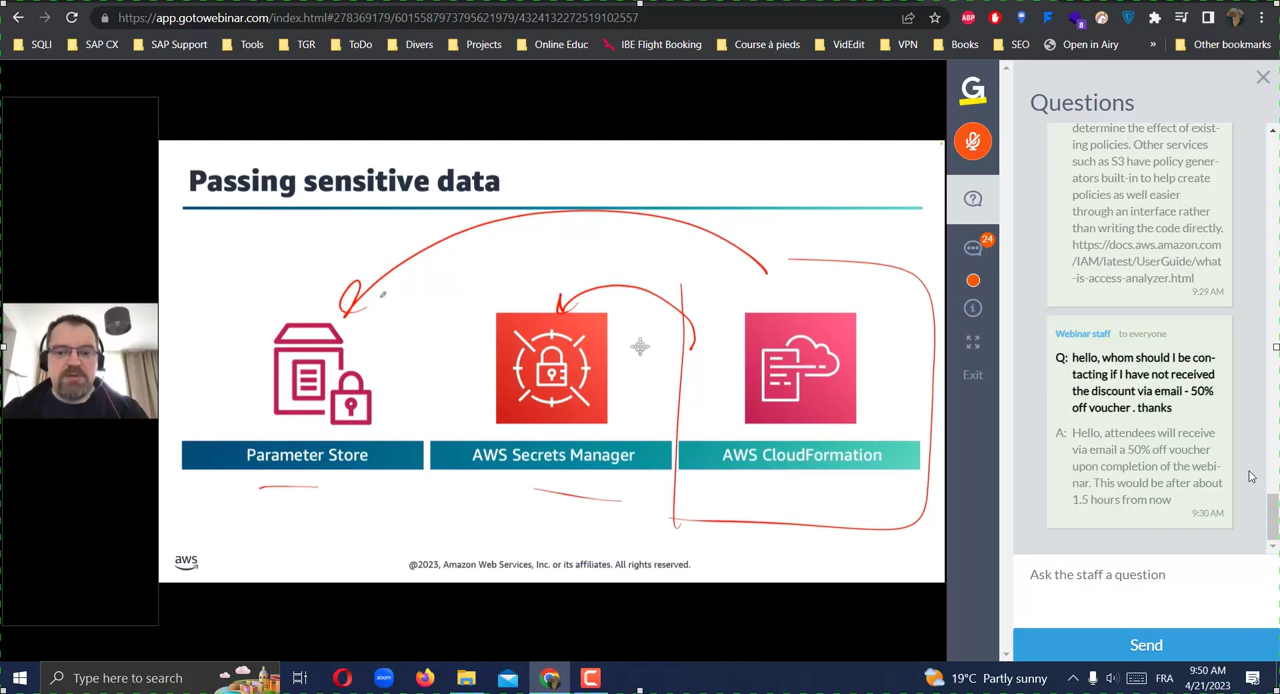 https://app.gotowebinar.com/index.html#278369179/6015587973795621979/4324132272519102557
ABP
8
SQLI
SAP CX
SAP Support
Tools
TGR
ToDo
Divers
Projects
Online Educ
IBE Flight Booking
Course à pieds
VidEdit
VPN
Books
SEO
Open in Airy
»
Other bookmarks
Passing sensitive data
Parameter Store
AWS Secrets Manager
AWS CloudFormation
aws
@2023, Amazon Web Services, Inc. or its affiliates. All rights reserved.
G
24
Exit
Questions
determine the effect of exist-
ing policies. Other services
such as S3 have policy gener-
ators built-in to help create
policies as well easier
through an interface rather
than writing the code directly.
https://docs.aws.amazon.com
/IAM/latest/UserGuide/what
-is-access-analyzer.html
9:29 AM
Webinar staff to everyone
Q: hello, whom should I be con-
tacting if I have not received
the discount via email - 50%
off voucher . thanks
A: Hello, attendees will receive
via email a 50% off voucher
upon completion of the webi-
nar. This would be after about
1.5 hours from now
9:30 AM
Ask the staff a question
Send
Type here to search
zoom
19°C Partly sunny
FRA
9:50 AM
4/21/2023